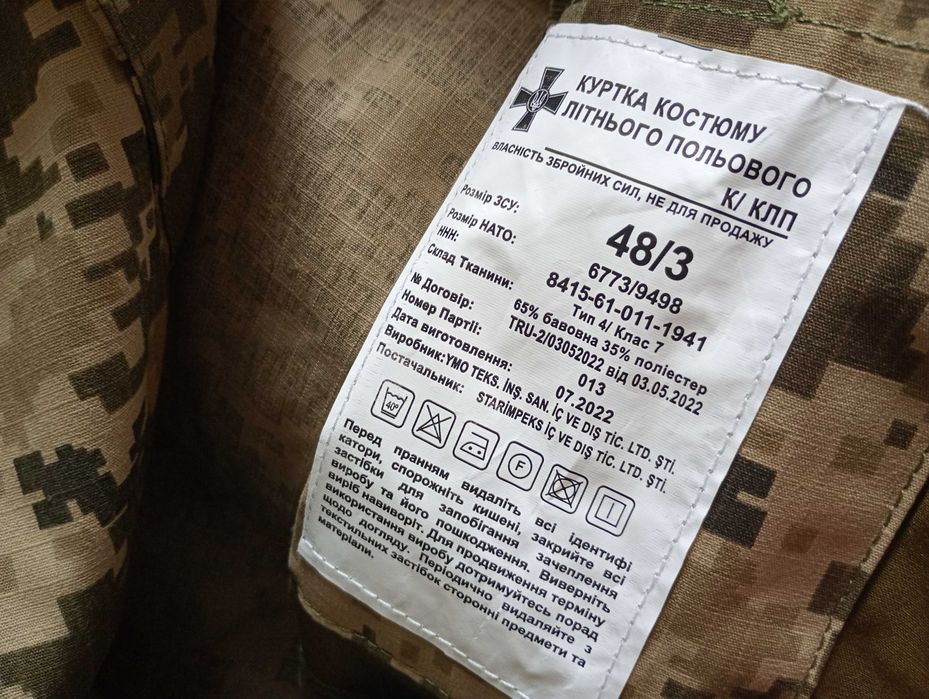 КУРТКА КОСТЮМУ
ЛІТНЬОГО ПОЛЬОВОГО
К/ КЛП
ВЛАСНІСТЬ ЗБРОЙНИХ СИЛ, НЕ ДЛЯ ПРОДАЖУ
Розмір ЗСУ: 48/3
Розмір НАТО: 6773/9498
ННН: 8415-61-011-1941
Склад Тканини: Тип 4/ Клас 7
65% бавовна 35% поліестер
№ Договір: TRU-2/03052022 від 03.05.2022
Номер Партії: 013
Дата виготовлення: 07.2022
Виробник:YMO TEKS. İNŞ. SAN. İÇ VE DIŞ TİC. LTD. ŞTİ.
Постачальник: STARİMPEKS İÇ VE DIŞ TİC. LTD. ŞTİ.
40° F
Перед пранням видаліть всі ідентифі
катори, спорожніть кишені, закрийте всі
застібки для запобігання зачеплення
виробу та його пошкодження. Виверніть
виріб навиворіт. Для продвиження терміну
використання виробу дотримуйтесь порад
щодо догляду. Періодично видаляйте з
текстильних застібок сторонні предмети та
матеріали.